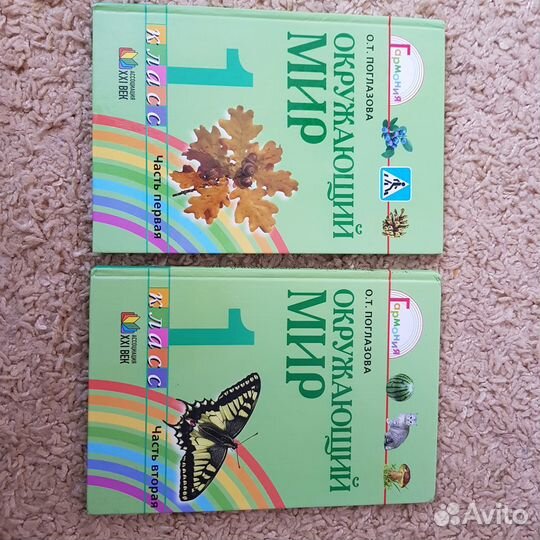 Гармония
О.Т. ПОГЛАЗОВА
ОКРУЖАЮЩИЙ
МИР
1
класс
Часть первая
АССОЦИАЦИЯ
XXI ВЕК
Гармония
О.Т. ПОГЛАЗОВА
ОКРУЖАЮЩИЙ
МИР
1
класс
Часть вторая
АССОЦИАЦИЯ
XXI ВЕК
Avito